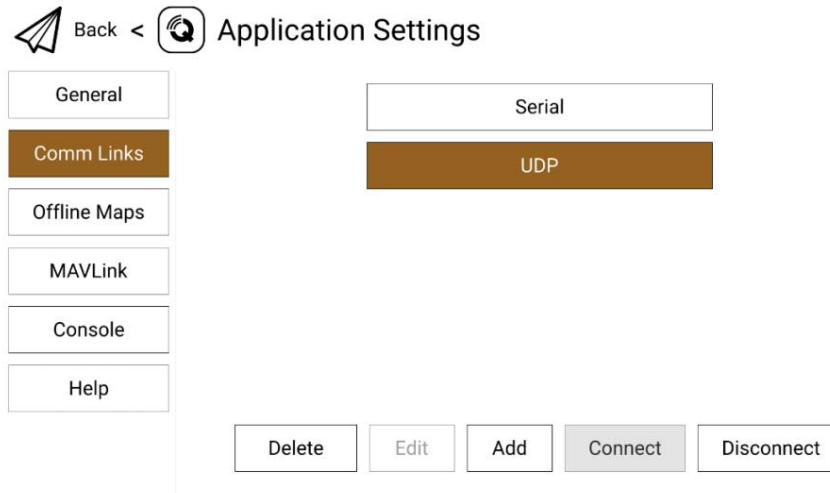 Back < Application Settings
General
Comm Links
Offline Maps
MAVLink
Console
Help
Serial
UDP
Delete Edit Add Connect Disconnect